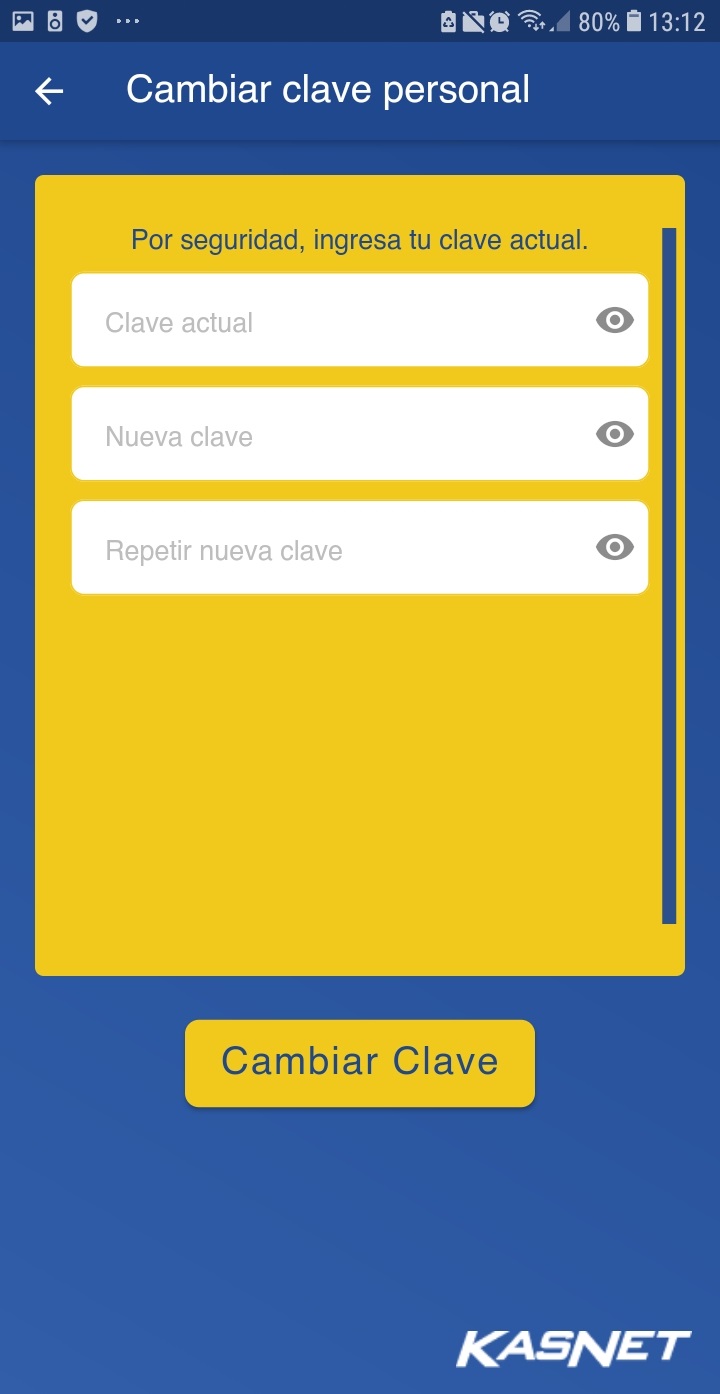 80% 13:12
Cambiar clave personal
Por seguridad, ingresa tu clave actual.
Clave actual
Nueva clave
Repetir nueva clave
Cambiar Clave
KASNET